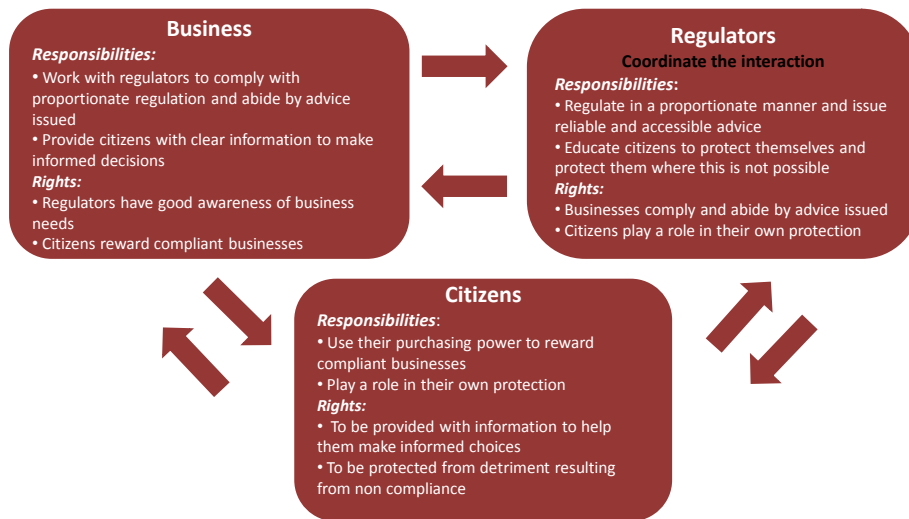 Business
Responsibilities:
• Work with regulators to comply with
proportionate regulation and abide by advice
issued
• Provide citizens with clear information to make
informed decisions
Rights:
• Regulators have good awareness of business
needs
• Citizens reward compliant businesses
Regulators
Coordinate the interaction
Responsibilities:
• Regulate in a proportionate manner and issue
reliable and accessible advice
• Educate citizens to protect themselves and
protect them where this is not possible
Rights:
• Businesses comply and abide by advice issued
• Citizens play a role in their own protection
Citizens
Responsibilities:
• Use their purchasing power to reward
compliant businesses
• Play a role in their own protection
Rights:
• To be provided with information to help
them make informed choices
• To be protected from detriment resulting
from non compliance